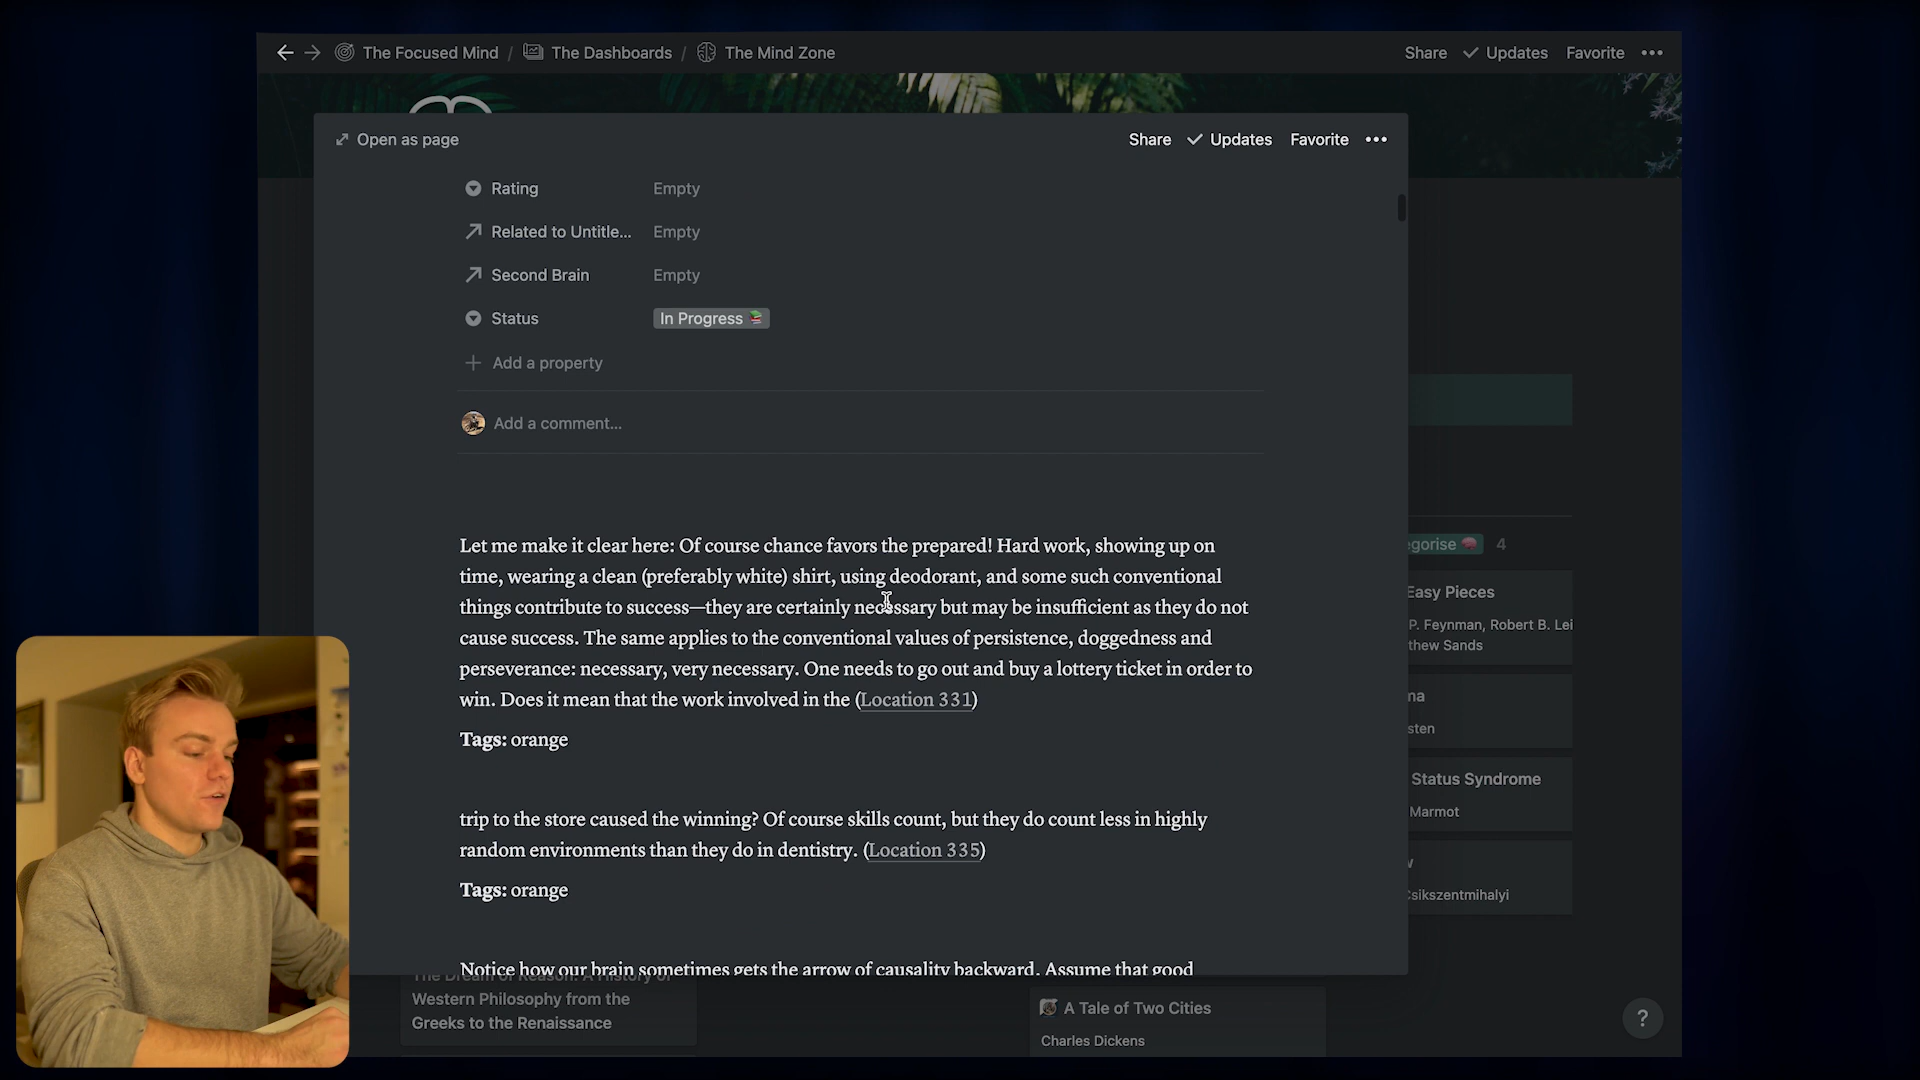 The Focused Mind / The Dashboards / The Mind Zone
Share Updates Favorite
Open as page
Share Updates Favorite
Rating Empty
Related to Untitle... Empty
Second Brain Empty
Status In Progress
Add a property
Add a comment...
Let me make it clear here: Of course chance favors the prepared! Hard work, showing up on
time, wearing a clean (preferably white) shirt, using deodorant, and some such conventional
things contribute to success—they are certainly necessary but may be insufficient as they do not
cause success. The same applies to the conventional values of persistence, doggedness and
perseverance: necessary, very necessary. One needs to go out and buy a lottery ticket in order to
win. Does it mean that the work involved in the (Location 331)
Tags: orange
trip to the store caused the winning? Of course skills count, but they do count less in highly
random environments than they do in dentistry. (Location 335)
Tags: orange
Notice how our brain sometimes gets the arrow of causality backward. Assume that good
egorise 4
Easy Pieces
P. Feynman, Robert B. Lei
thew Sands
na
sten
Status Syndrome
Marmot
Csikszentmihalyi
The Dream of Reason: A History of
Western Philosophy from the
Greeks to the Renaissance
A Tale of Two Cities
Charles Dickens
?